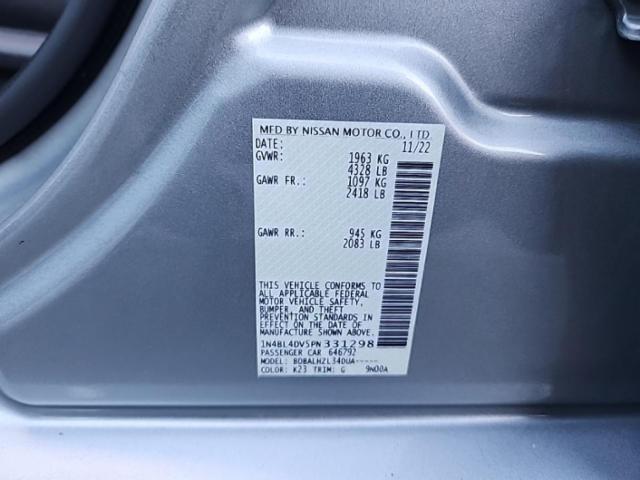 MFD BY NISSAN MOTOR CO., LTD.
DATE: 11/22
GVWR: 1963 KG
4328 LB
GAWR FR.: 1097 KG
2418 LB
GAWR RR.: 945 KG
2083 LB
THIS VEHICLE CONFORMS TO
ALL APPLICABLE FEDERAL
MOTOR VEHICLE SAFETY,
BUMPER, AND THEFT
PREVENTION STANDARDS IN
EFFECT ON THE DATE OF
MANUFACTURE SHOWN ABOVE.
1N4BL4DV5PN331298
PASSENGER CAR 646792
MODEL: BDBALHZL34DUA-----
COLOR: K23 TRIM: G 9N00A